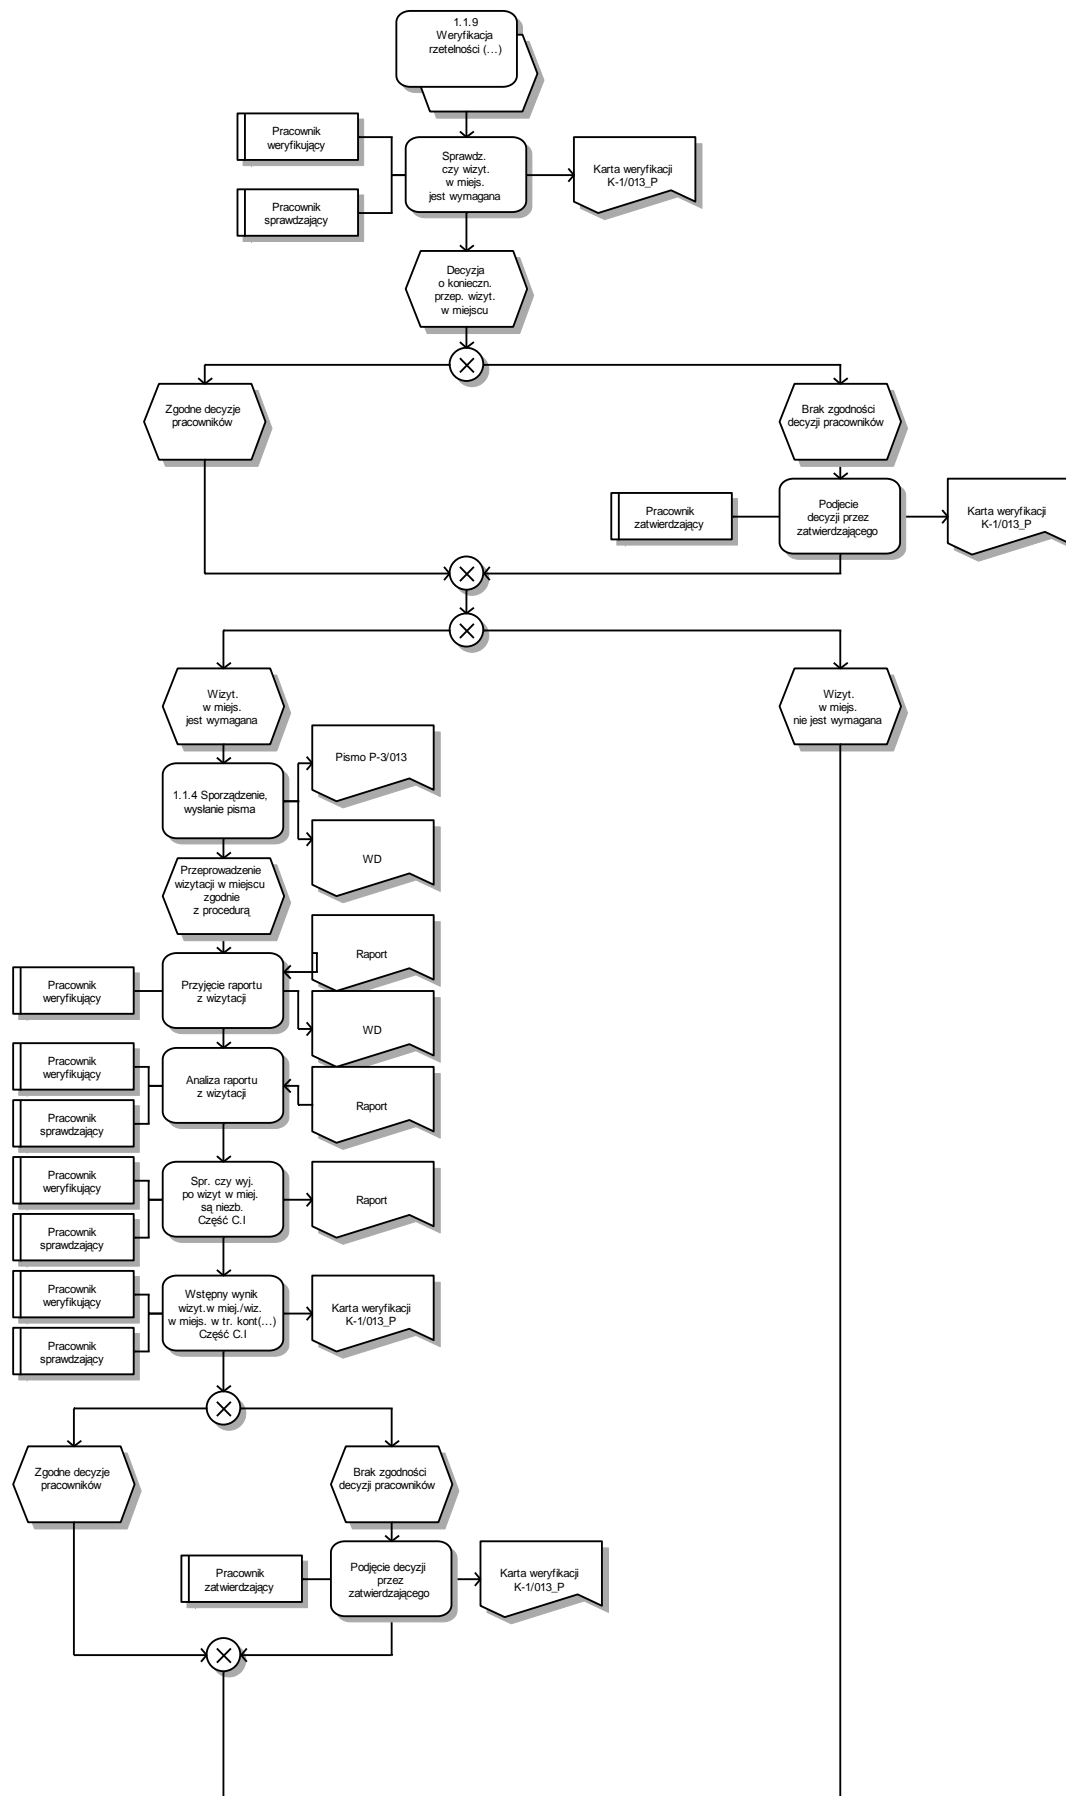 1.1.9
Weryfikacja
rzetelności (…)
Pracownik
weryfikujący
Sprawdz.
czy wizyt.
w miejs.
jest wymagana
Karta weryfikacji
K-1/013_P
Pracownik
sprawdzający
Decyzja
o konieczn.
przep. wizyt.
w miejscu
Zgodne decyzje
pracowników
Brak zgodności
decyzji pracowników
Pracownik
zatwierdzający
Podjecie
decyzji przez
zatwierdzającego
Karta weryfikacji
K-1/013_P
Wizyt.
w miejs.
jest wymagana
Wizyt.
w miejs.
nie jest wymagana
Pismo P-3/013
1.1.4 Sporządzenie,
wysłanie pisma
WD
Przeprowadzenie
wizytacji w miejscu
zgodnie
z procedurą
Raport
Pracownik
weryfikujący
Przyjęcie raportu
z wizytacji
WD
Pracownik
weryfikujący
Analiza raportu
z wizytacji
Raport
Pracownik
sprawdzający
Pracownik
weryfikujący
Spr. czy wyj.
po wizyt w miej.
są niezb.
Część C.I
Raport
Pracownik
sprawdzający
Pracownik
weryfikujący
Wstępny wynik
wizyt.w miej./wiz.
w miejs. w tr. kont(…)
Część C.I
Karta weryfikacji
K-1/013_P
Pracownik
sprawdzający
Zgodne decyzje
pracowników
Brak zgodności
decyzji pracowników
Pracownik
zatwierdzający
Podjęcie decyzji
przez
zatwierdzającego
Karta weryfikacji
K-1/013_P